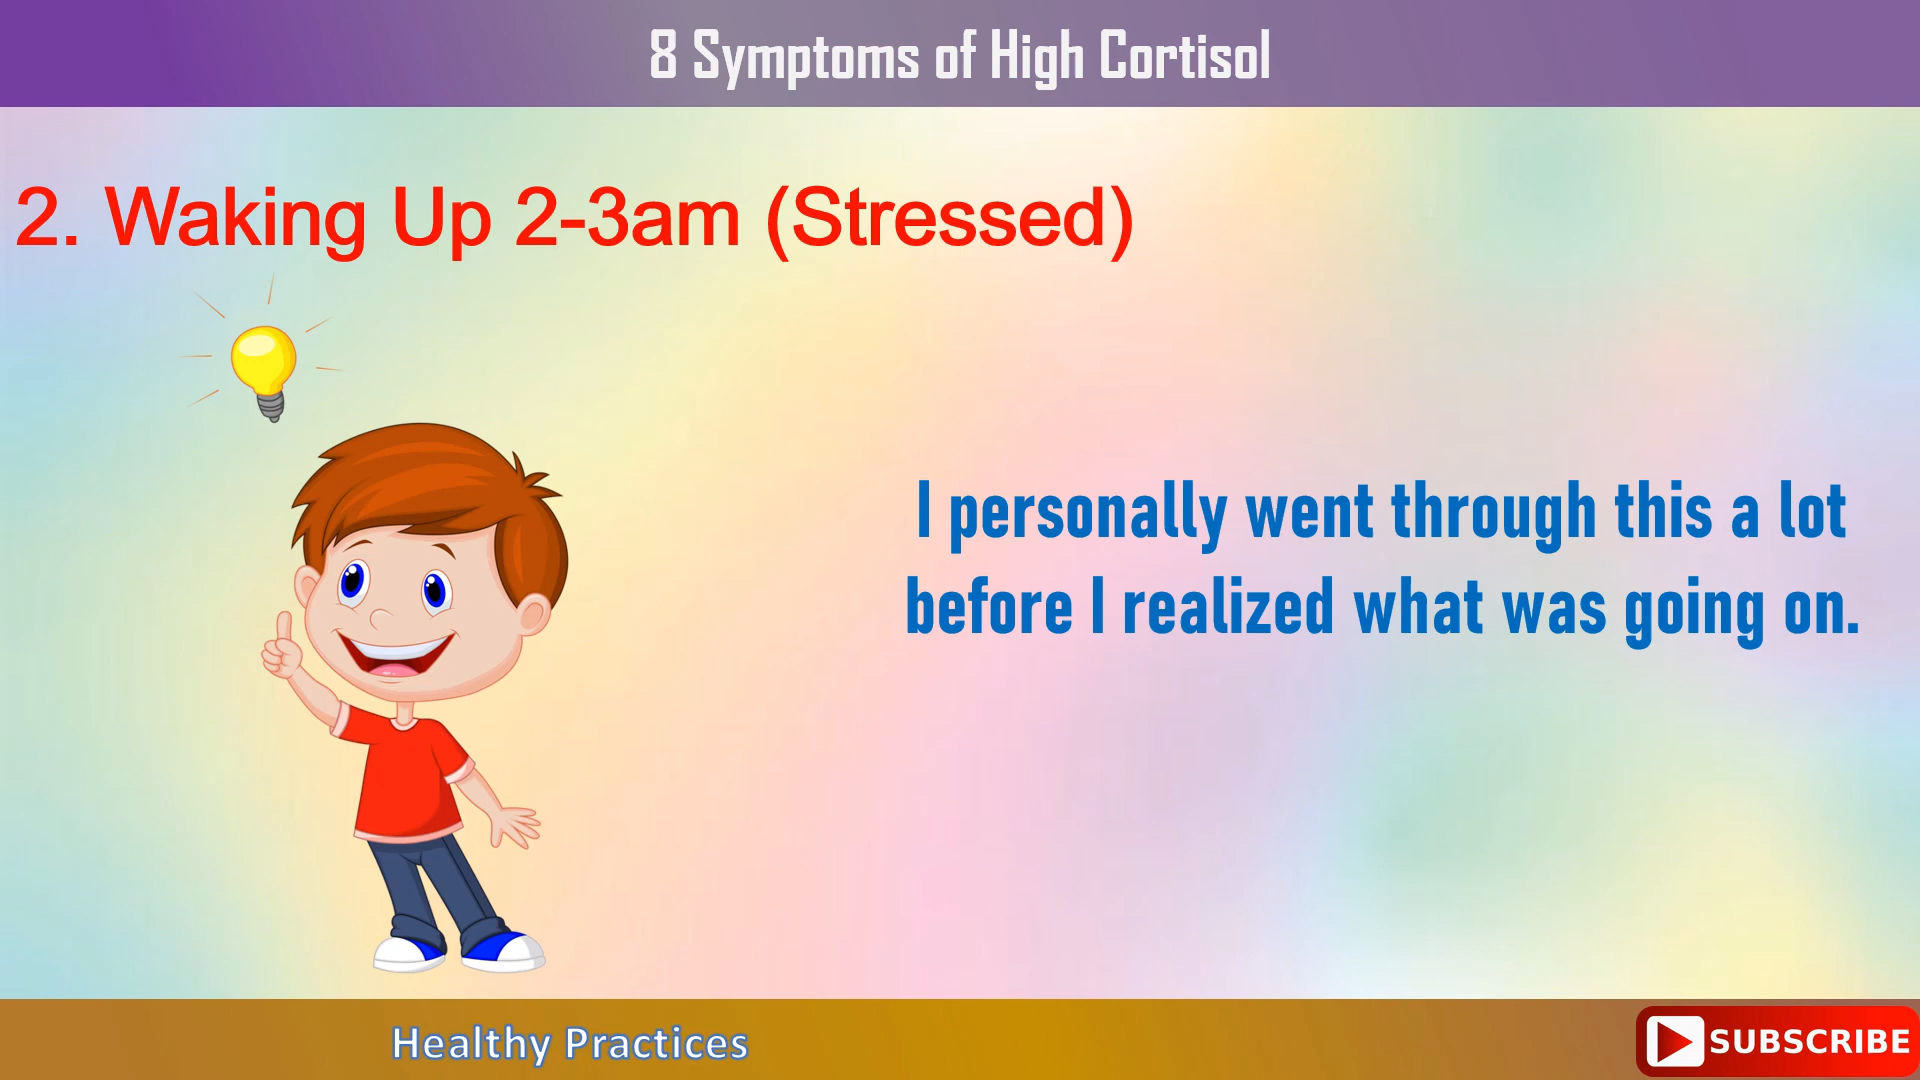 8 Symptoms of High Cortisol
2. Waking Up 2-3am (Stressed)
I personally went through this a lot
before I realized what was going on.
Healthy Practices
SUBSCRIBE